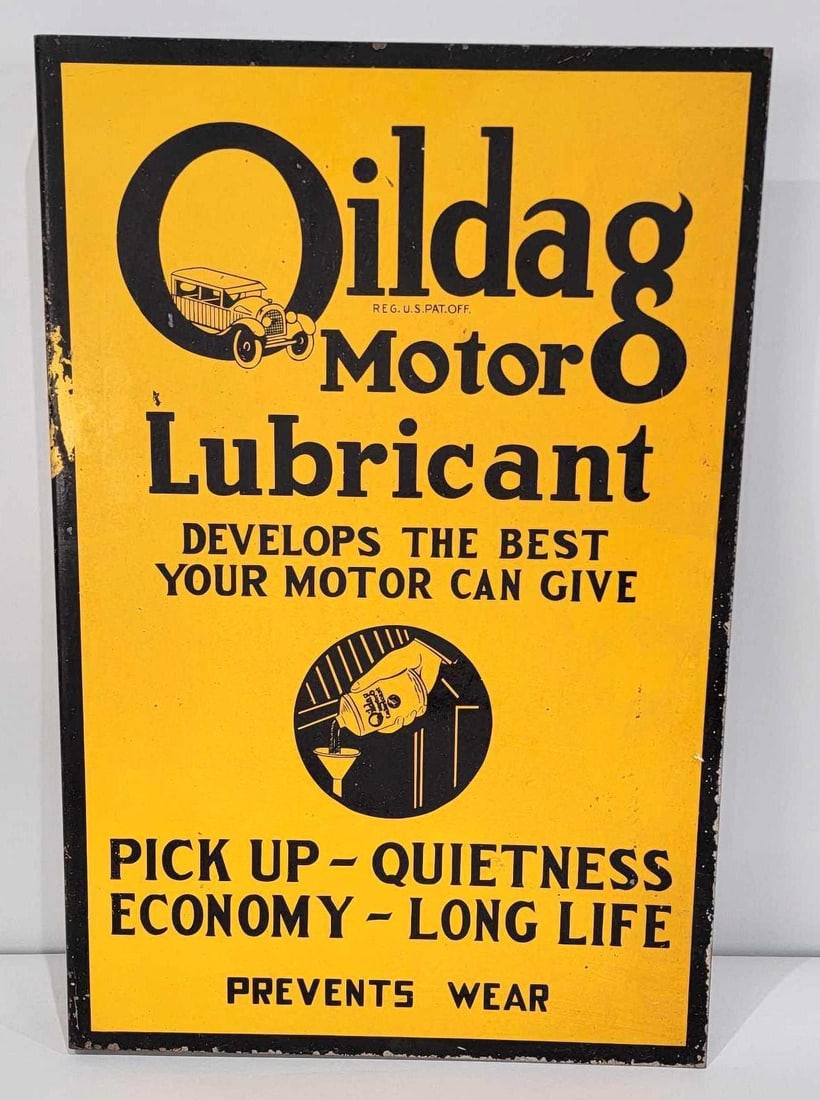 Oildag
REG. U.S. PAT. OFF.
Motor
Lubricant
DEVELOPS THE BEST
YOUR MOTOR CAN GIVE
Oildag
PICK UP - QUIETNESS
ECONOMY - LONG LIFE
PREVENTS WEAR